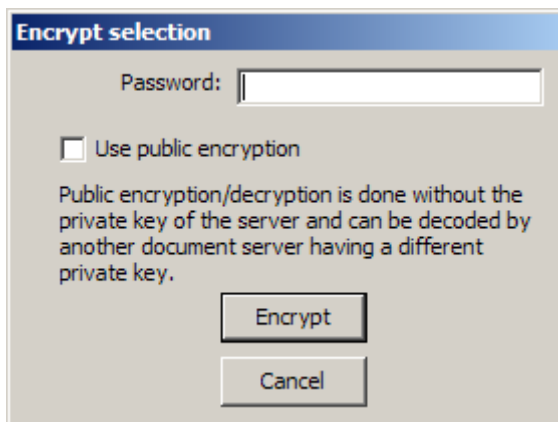 Encrypt selection
Password:
Use public encryption
Public encryption/decryption is done without the
private key of the server and can be decoded by
another document server having a different
private key.
Encrypt
Cancel